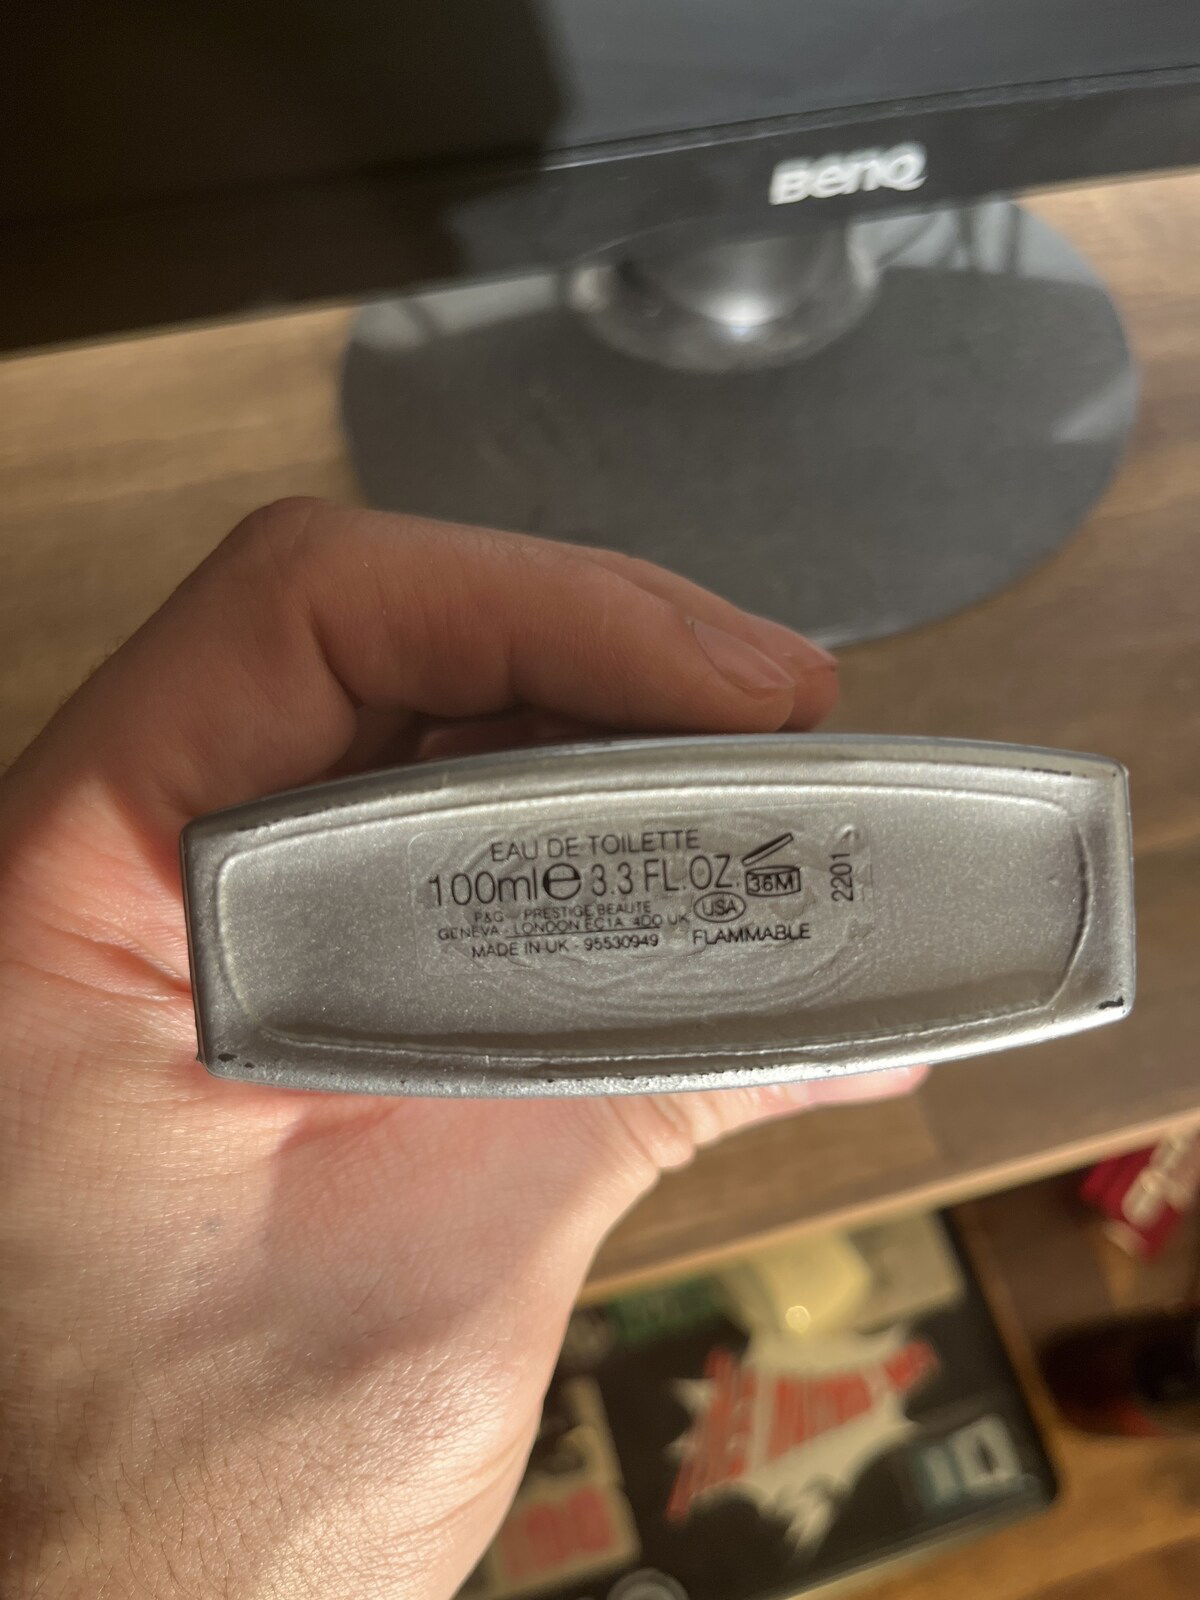 BenQ
EAU DE TOILETTE
100ml e 3.3 FL.OZ. 36M
P&G - PRESTIGE BEAUTE USA
GENEVA - LONDON EC1A 4DD UK
MADE IN UK - 95530949 FLAMMABLE
2201